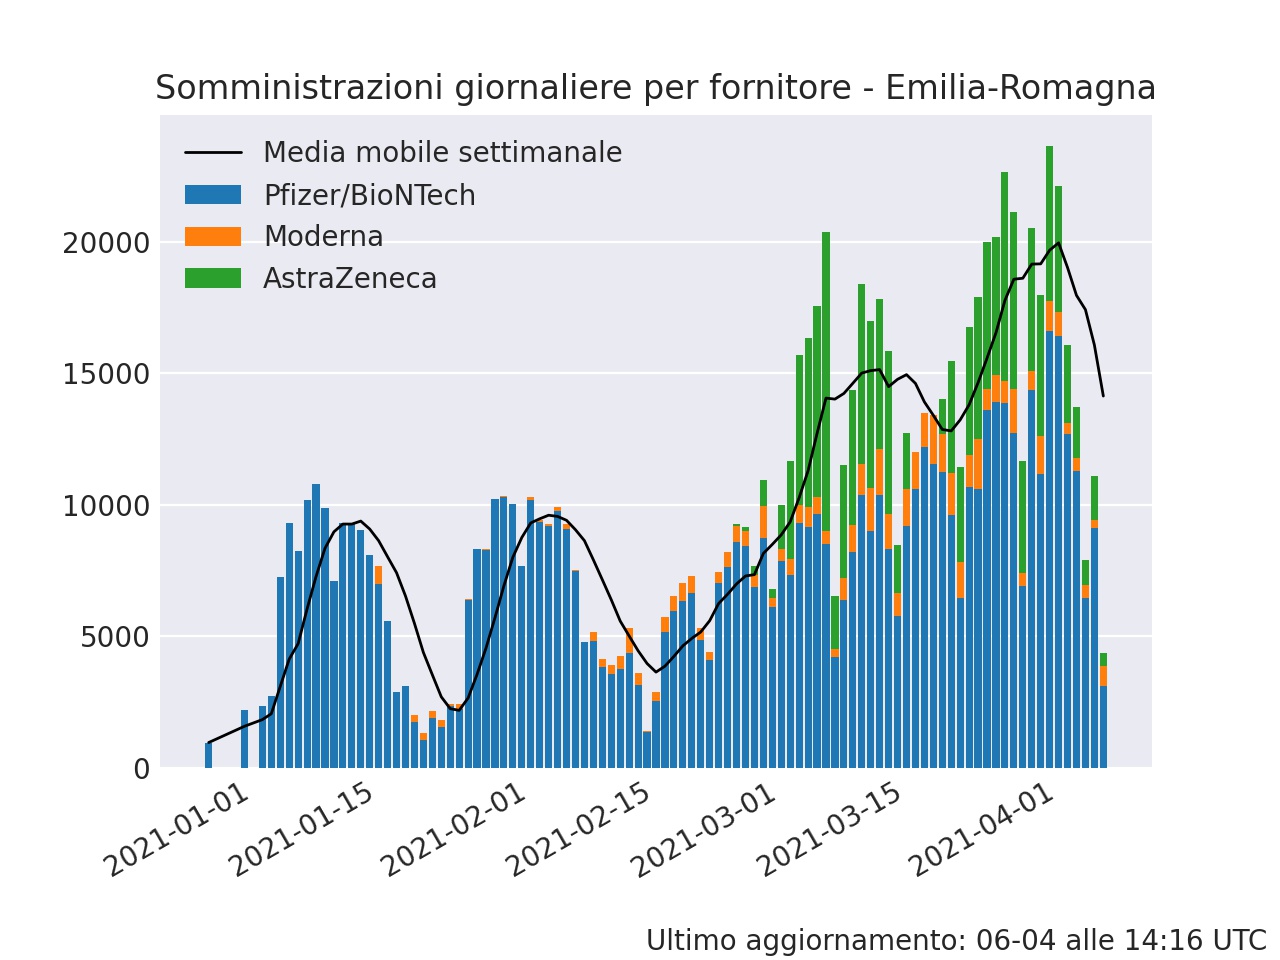 Somministrazioni giornaliere per fornitore - Emilia-Romagna
Media mobile settimanale
Pfizer/BioNTech
Moderna
AstraZeneca
20000
15000
10000
5000
0
2021-01-01
2021-01-15
2021-02-01
2021-02-15
2021-03-01
2021-03-15
2021-04-01
Ultimo aggiornamento: 06-04 alle 14:16 UTC